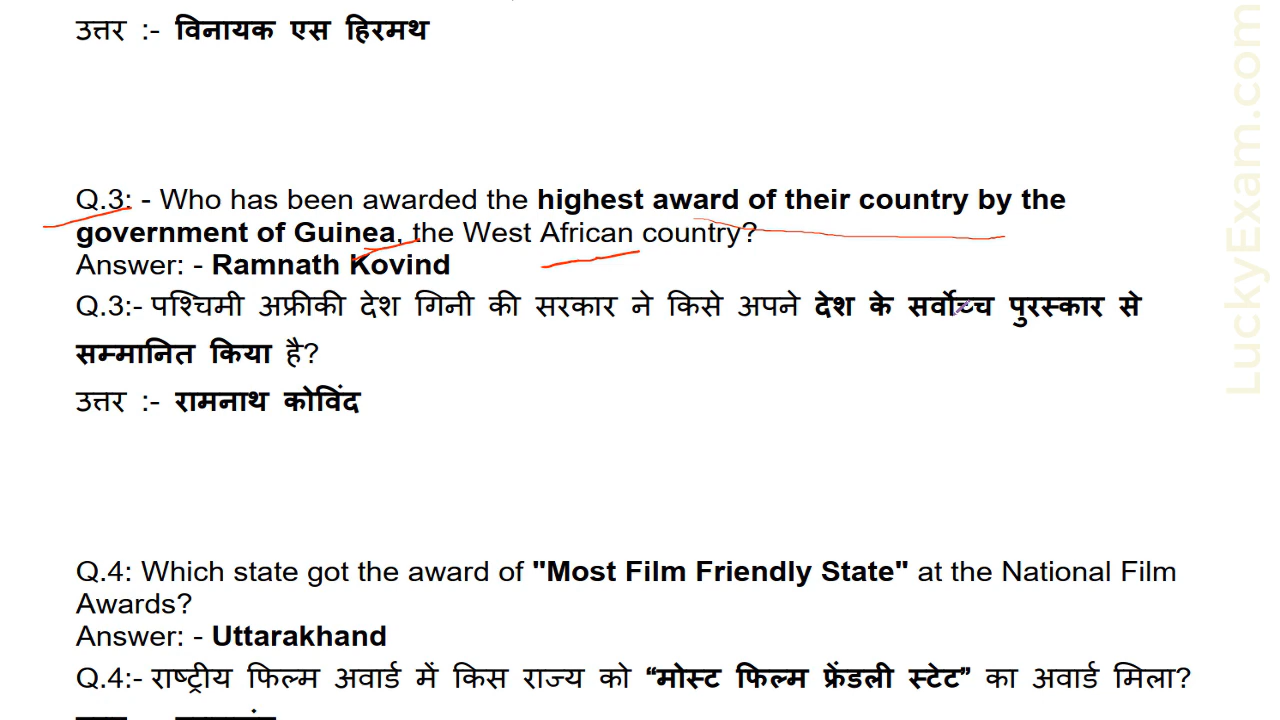 उत्तर :- विनायक एस हिरमथ
Q.3: - Who has been awarded the highest award of their country by the
government of Guinea, the West African country?
Answer: - Ramnath Kovind
Q.3:- पश्चिमी अफ्रीकी देश गिनी की सरकार ने किसे अपने देश के सर्वोच्च पुरस्कार से
सम्मानित किया है?
उत्तर :- रामनाथ कोविंद
Q.4: Which state got the award of "Most Film Friendly State" at the National Film
Awards?
Answer: - Uttarakhand
Q.4:- राष्ट्रीय फिल्म अवार्ड में किस राज्य को “मोस्ट फिल्म फ्रेंडली स्टेट” का अवार्ड मिला?
LuckyExam.com